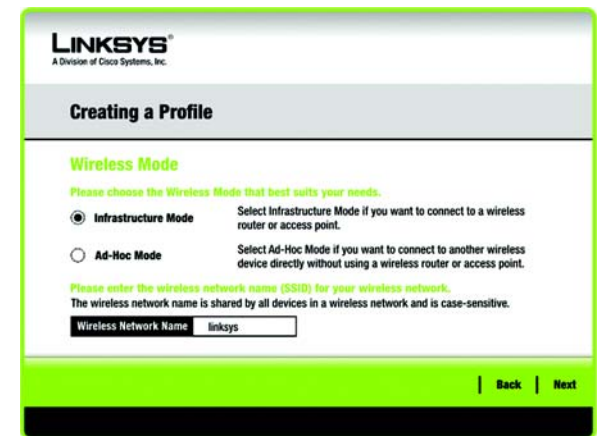 LINKSYS®
A Division of Cisco Systems, Inc.
Creating a Profile
Wireless Mode
Please choose the Wireless Mode that best suits your needs.
Infrastructure Mode
Select Infrastructure Mode if you want to connect to a wireless
router or access point.
Ad-Hoc Mode
Select Ad-Hoc Mode if you want to connect to another wireless
device directly without using a wireless router or access point.
Please enter the wireless network name (SSID) for your wireless network.
The wireless network name is shared by all devices in a wireless network and is case-sensitive.
Wireless Network Name linksys
Back Next